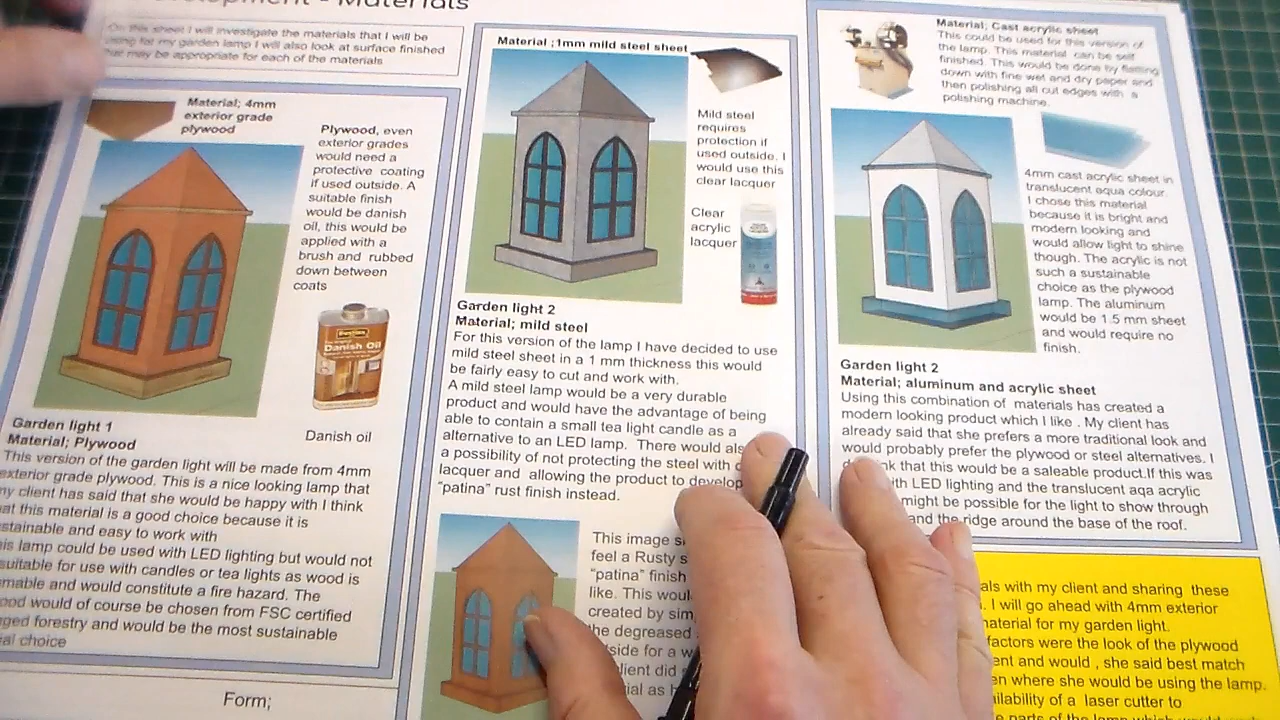 Development - Materials
On this sheet I will investigate the materials that I will be
using for my garden lamp I will also look at surface finished
that may be appropriate for each of the materials
Material; 4mm
exterior grade
plywood
Plywood, even
exterior grades
would need a
protective coating
if used outside. A
suitable finish
would be danish
oil, this would be
applied with a
brush and rubbed
down between
coats
Danish Oil
Danish oil
Garden light 1
Material; Plywood
This version of the garden light will be made from 4mm
exterior grade plywood. This is a nice looking lamp that
my client has said that she would be happy with I think
that this material is a good choice because it is
sustainable and easy to work with
This lamp could be used with LED lighting but would not
suitable for use with candles or tea lights as wood is
and would constitute a fire hazard. The
wood would of course be chosen from FSC certified
forestry and would be the most sustainable
choice
Form;
Material ;1mm mild steel sheet
Mild steel
requires
protection if
used outside. I
would use this
clear lacquer
Clear
acrylic
lacquer
Garden light 2
Material; mild steel
For this version of the lamp I have decided to use
mild steel sheet in a 1 mm thickness this would
be fairly easy to cut and work with.
A mild steel lamp would be a very durable
product and would have the advantage of being
able to contain a small tea light candle as a
alternative to an LED lamp. There would als
a possibility of not protecting the steel with
lacquer and allowing the product to develop
"patina" rust finish instead.
This image s
feel a Rusty s
"patina" finish
like. This woul
created by sim
the degreased
side for a w
lient did
ial as
Material; Cast acrylic sheet
This could be used for this version of
the lamp. This material can be self
finished. This would be done by flatting
down with fine wet and dry paper and
then polishing all cut edges with a
polishing machine.
4mm cast acrylic sheet in
translucent aqua colour.
I chose this material
because it is bright and
modern looking and
would allow light to shine
though. The acrylic is not
such a sustainable
choice as the plywood
lamp. The aluminum
would be 1.5 mm sheet
and would require no
finish.
Garden light 2
Material; aluminum and acrylic sheet
Using this combination of materials has created a
modern looking product which I like . My client has
already said that she prefers a more traditional look and
would probably prefer the plywood or steel alternatives. I
that this would be a saleable product.If this was
with LED lighting and the translucent aqa acrylic
might be possible for the light to show through
and the ridge around the base of the roof.
als with my client and sharing these
I will go ahead with 4mm exterior
material for my garden light.
factors were the look of the plywood
ent and would , she said best match
en where she would be using the lamp.
ilability of a laser cutter to
parts of the lamp which would